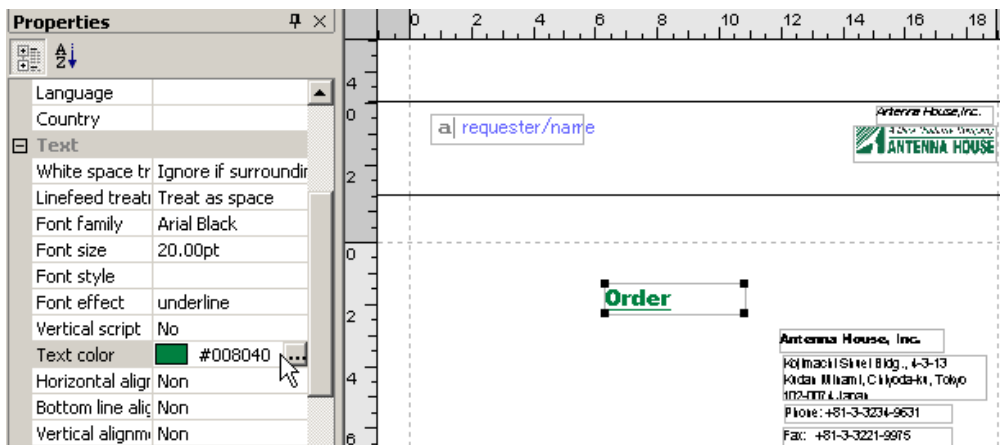 Properties
Language
Country
Text
White space tr Ignore if surroundir
Linefeed treati Treat as space
Font family Arial Black
Font size 20.00pt
Font style
Font effect underline
Vertical script No
Text color #008040 ...
Horizontal aligr Non
Bottom line alig Non
Vertical alignm Non
0 2 4 6 8 10 12 14 16 18
4
0
2
0
2
4
6
a| requester/name
Antenna House,Inc.
ANTENNA HOUSE
Order
Antenna House, Inc.
Kojimachi Bldg., 4-3-13
Kudan Minami, Chiyoda-ku, Tokyo
102-0074 Japan
Phone: +81-3-3234-9631
Fax: +81-3-3221-9975